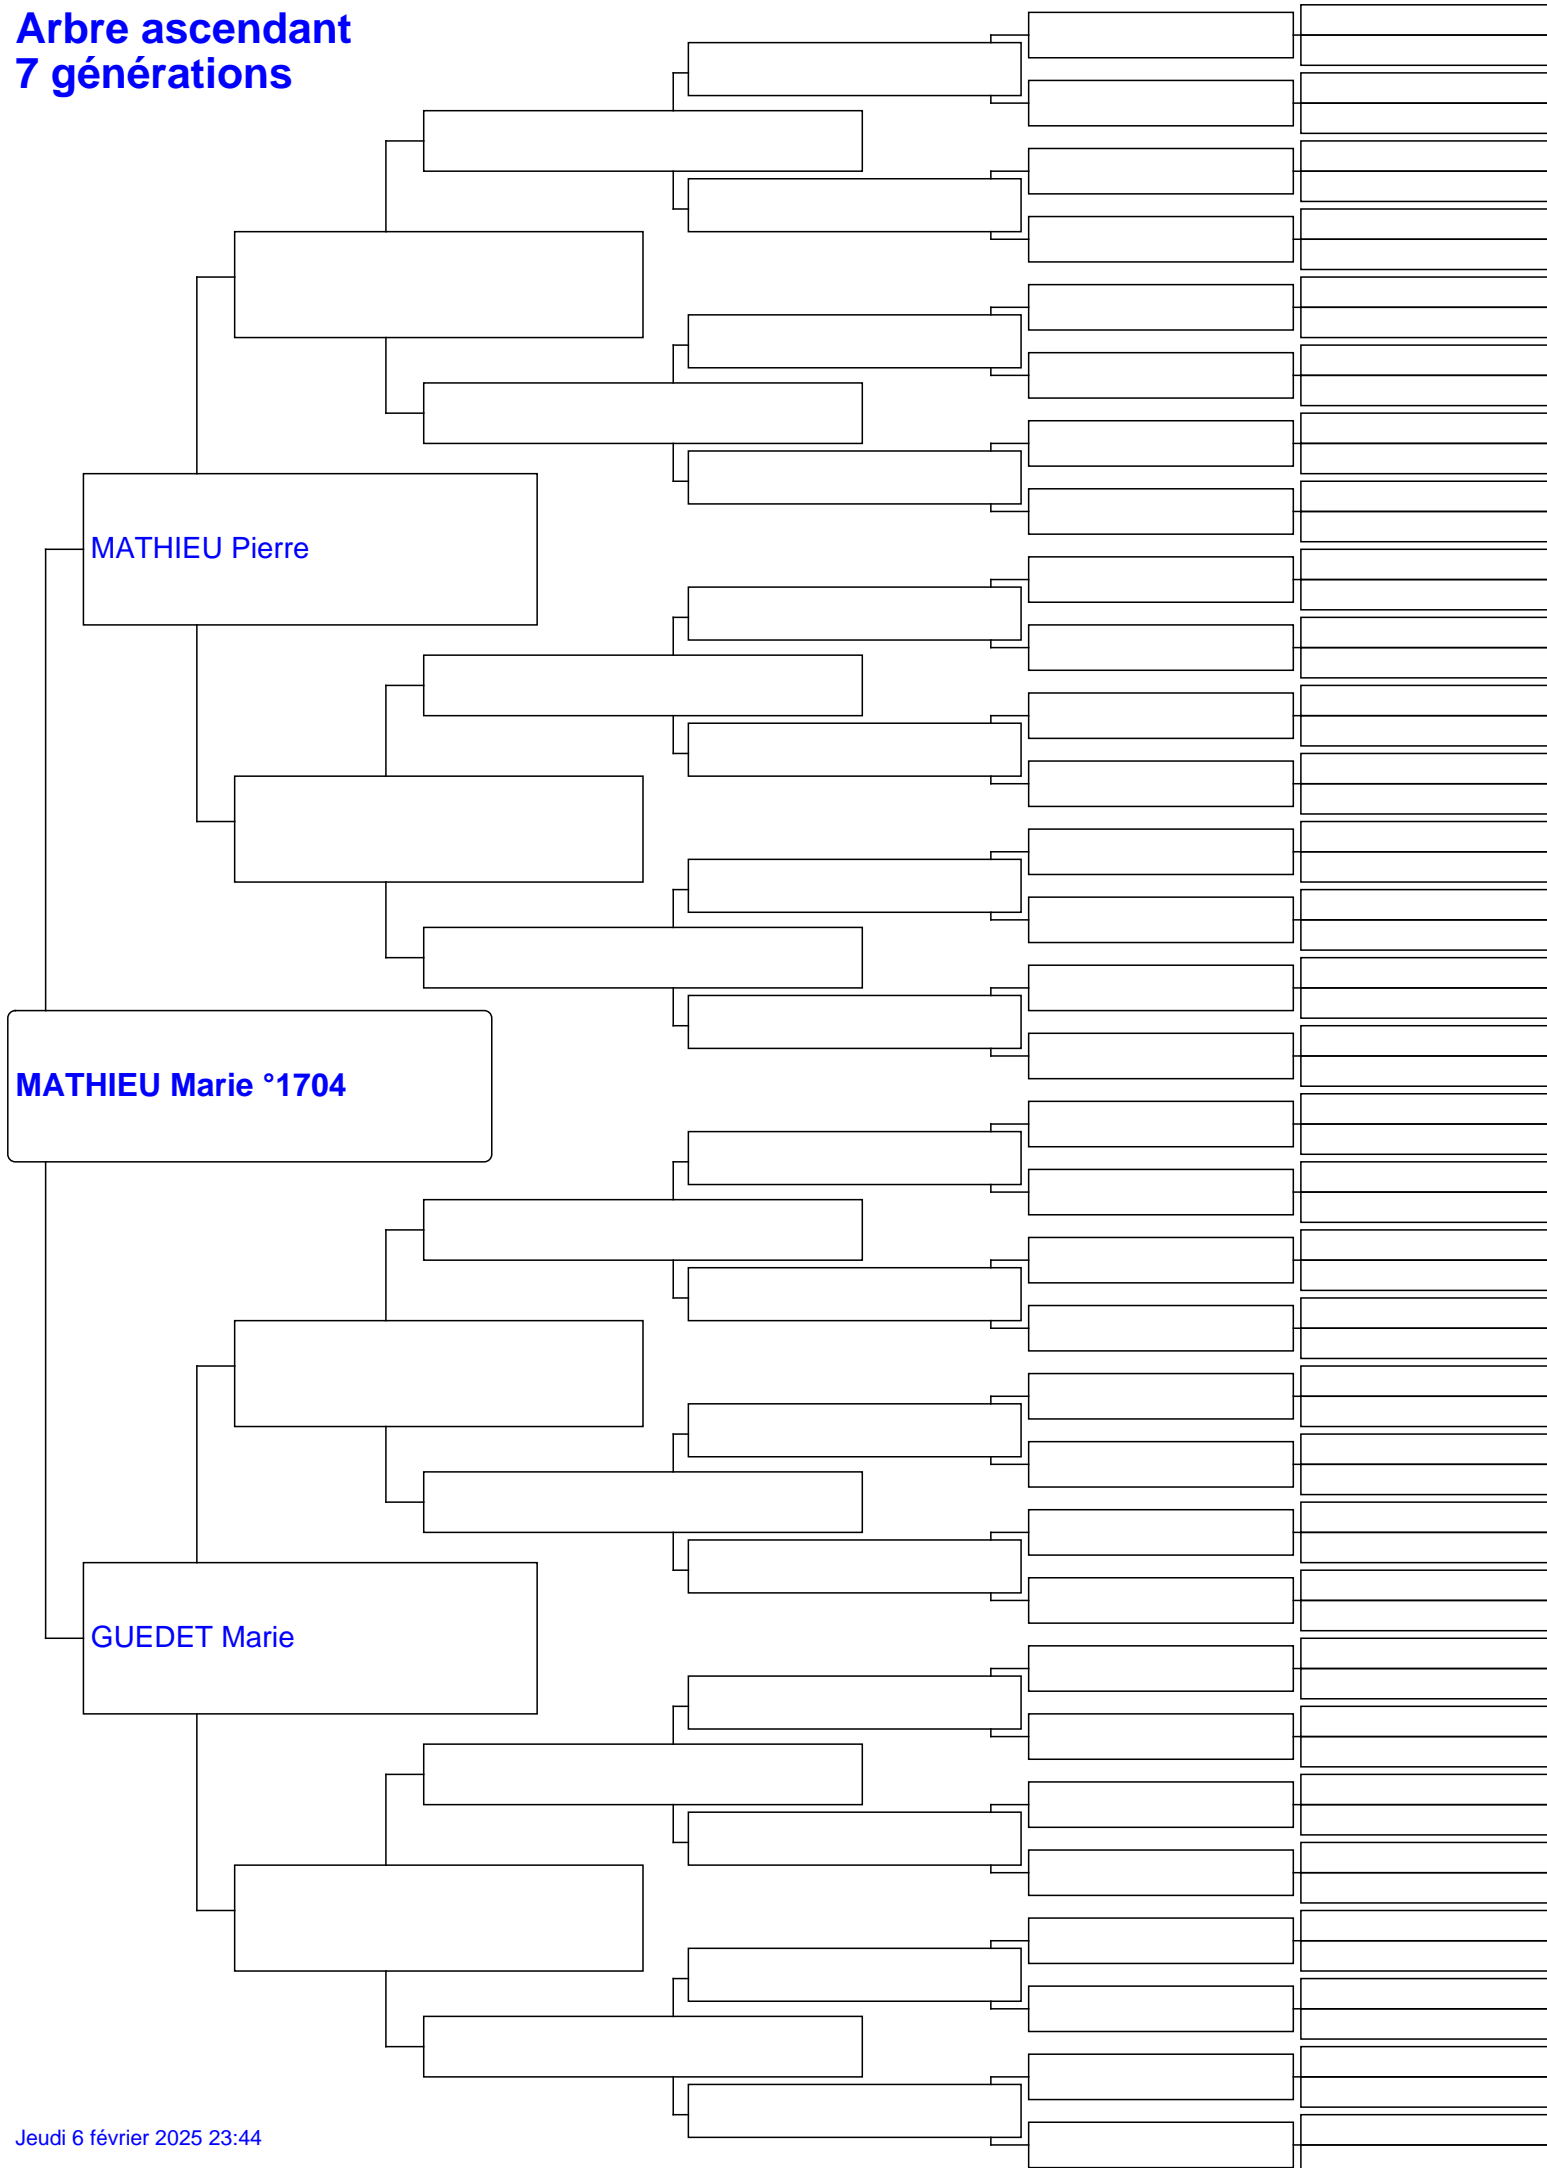 Arbre ascendant
7 générations
MATHIEU Pierre
MATHIEU Marie °1704
GUEDET Marie
Jeudi 6 février 2025 23:44